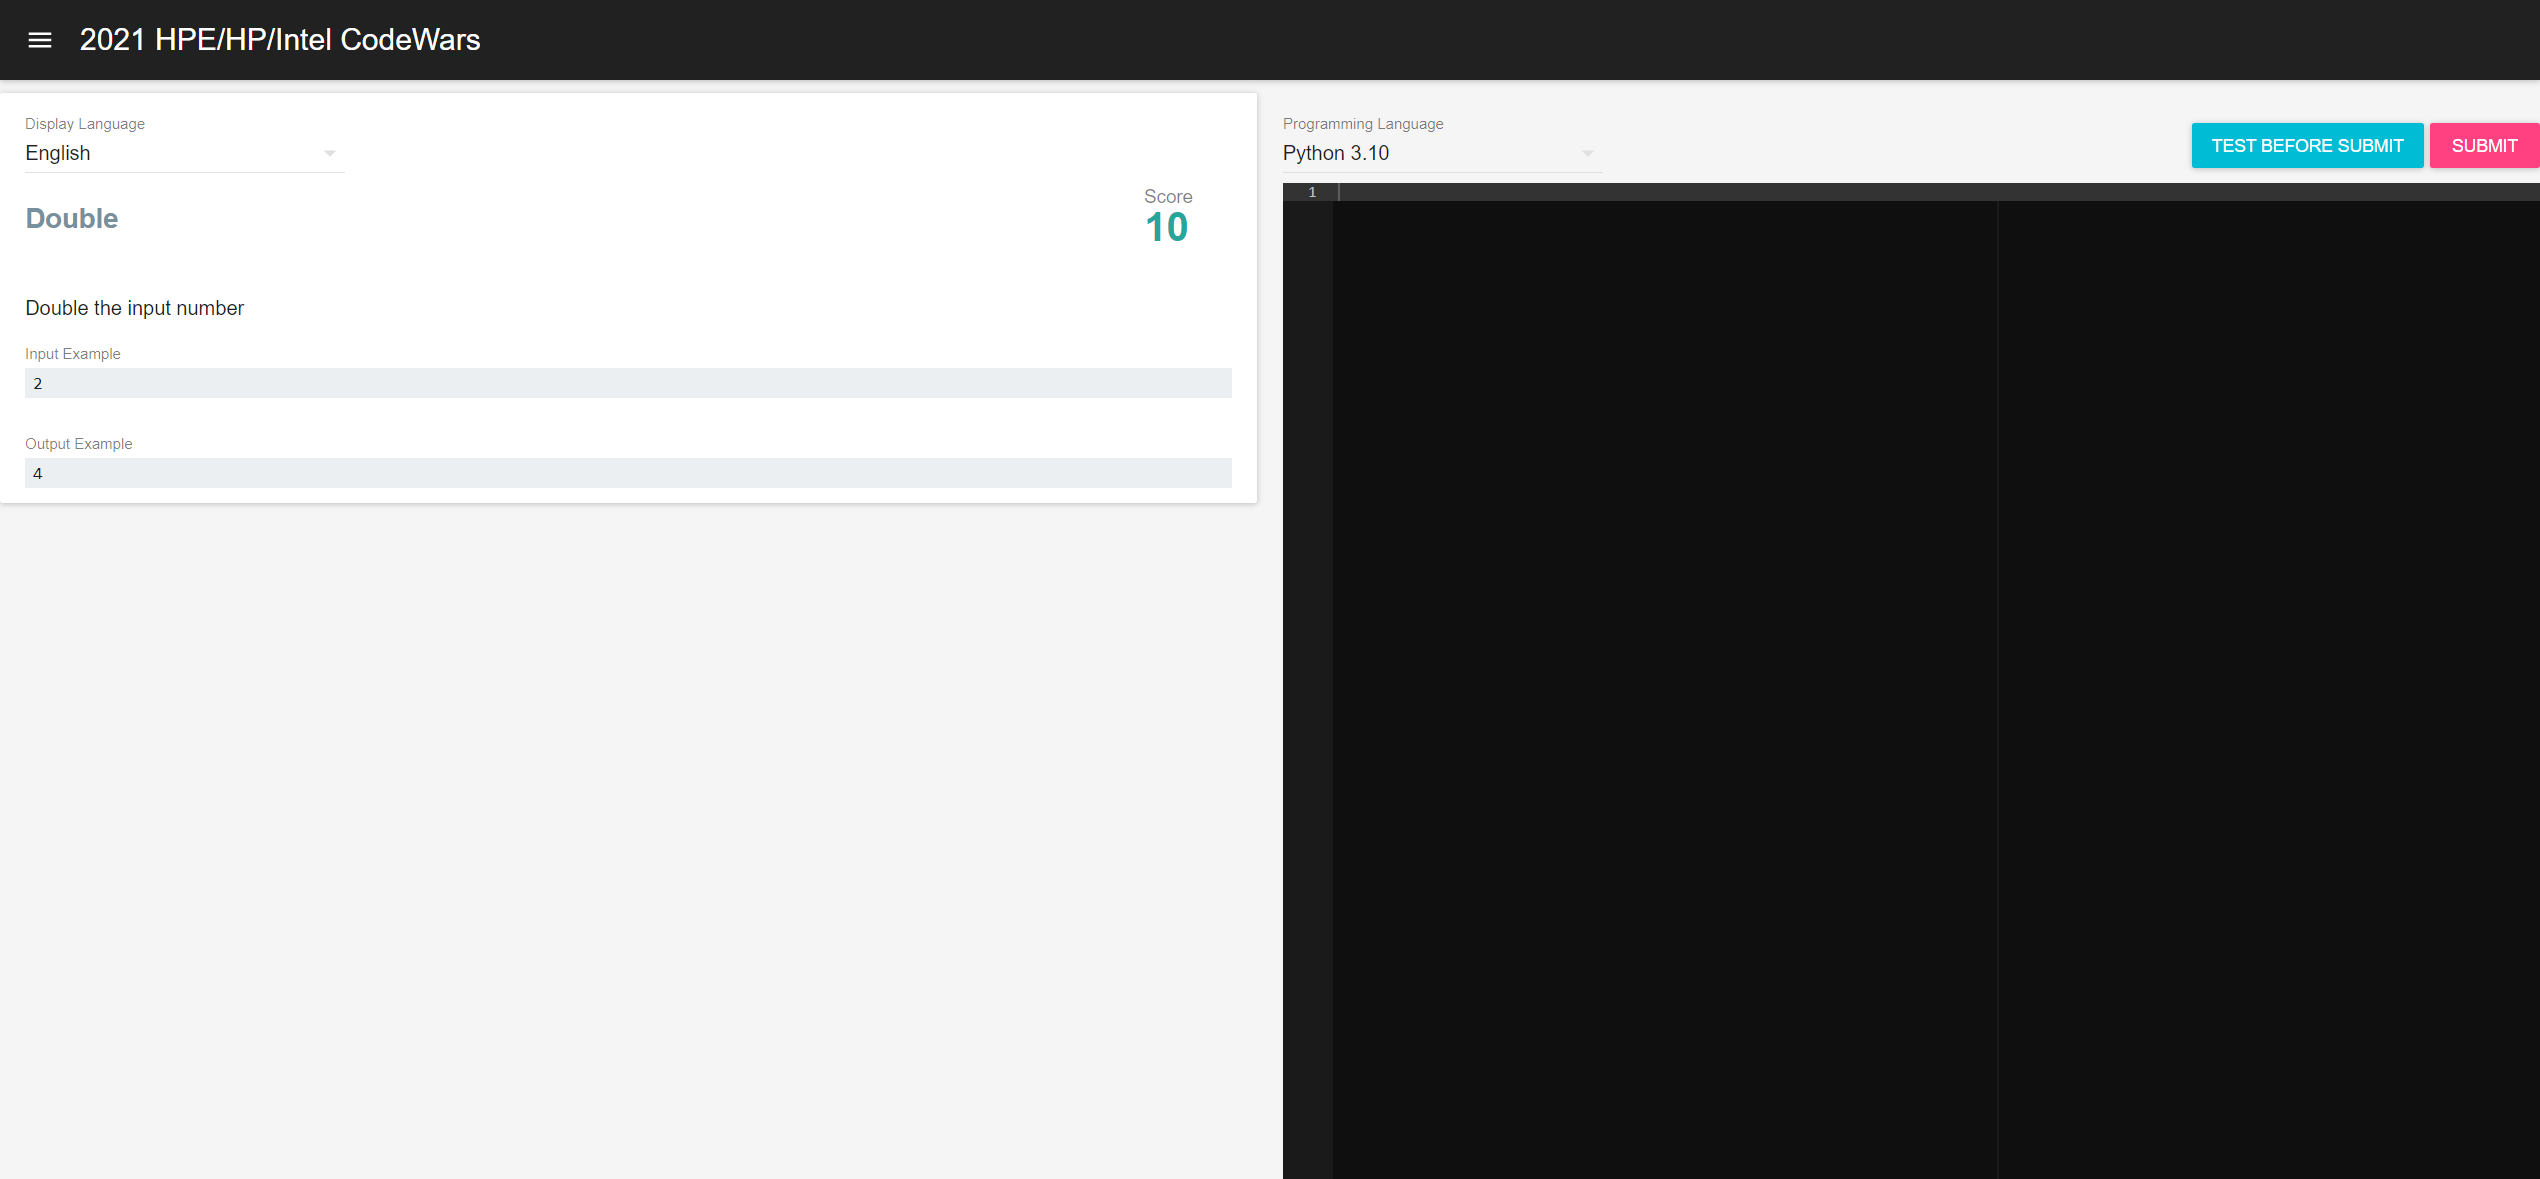 2021 HPE/HP/Intel CodeWars
Display Language
English
Double
Score
10
Double the input number
Input Example
2
Output Example
4
Programming Language
Python 3.10
TEST BEFORE SUBMIT
SUBMIT
1